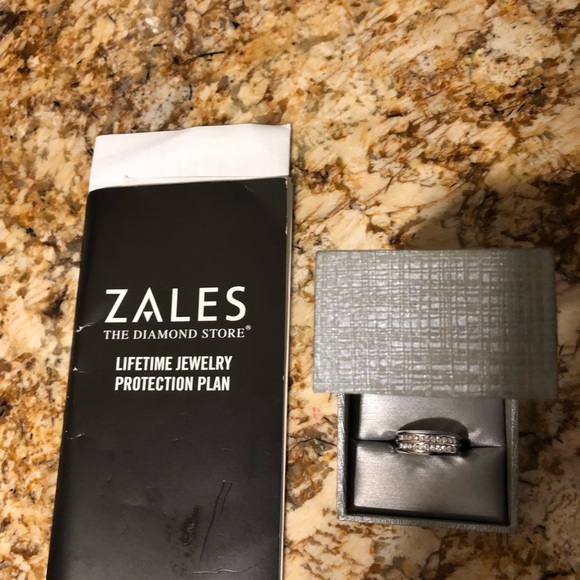 ZALES
THE DIAMOND STORE®
LIFETIME JEWELRY
PROTECTION PLAN